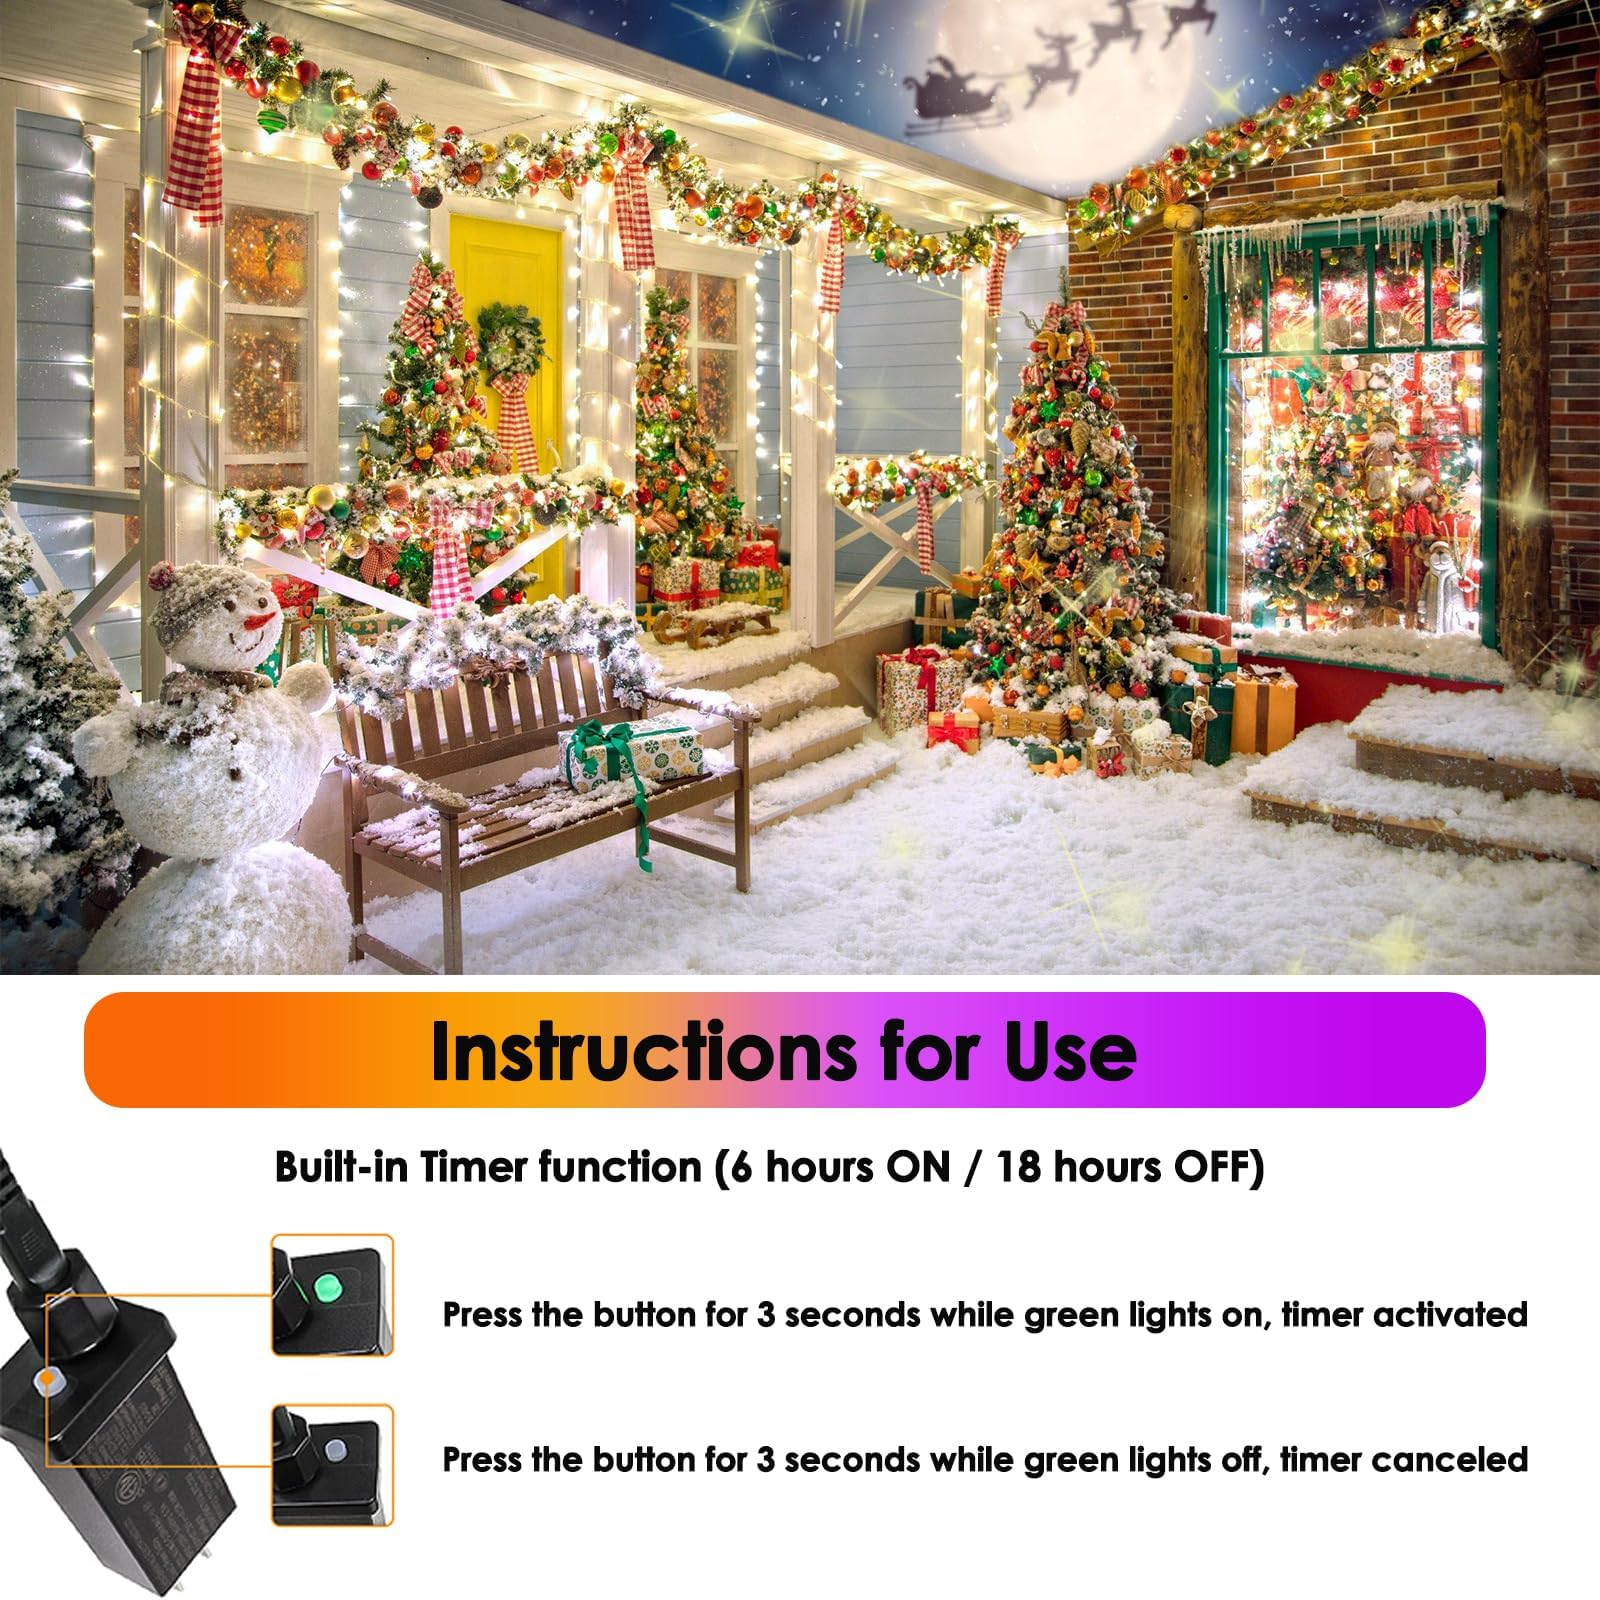 Instructions for Use
Built-in Timer function (6 hours ON / 18 hours OFF)
Press the button for 3 seconds while green lights on, timer activated
Press the button for 3 seconds while green lights off, timer canceled